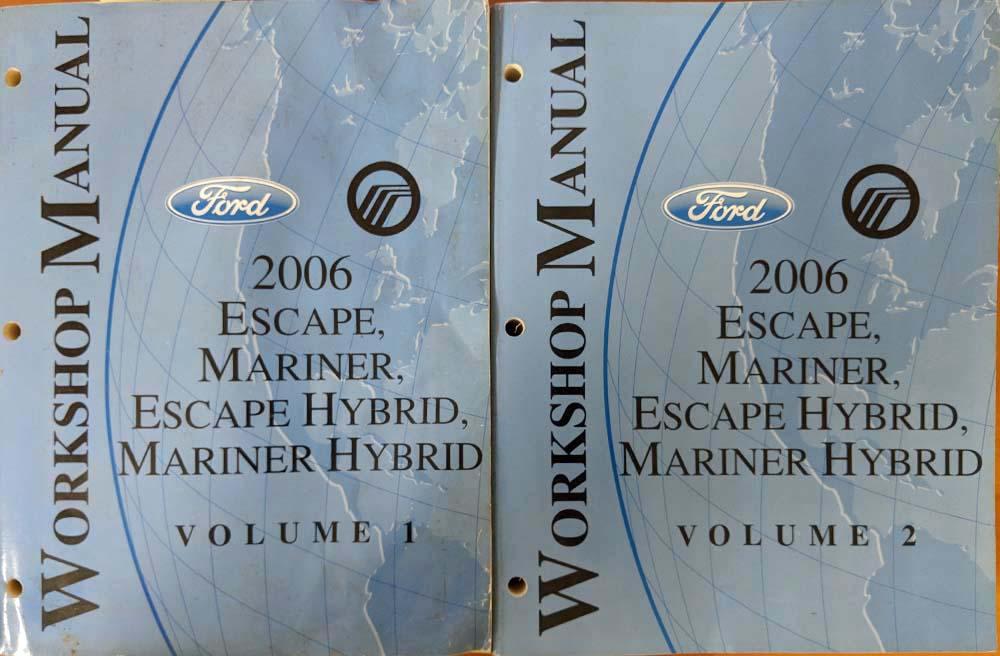 WORKSHOP MANUAL
Ford
2006
ESCAPE,
MARINER,
ESCAPE HYBRID,
MARINER HYBRID
VOLUME 1
WORKSHOP MANUAL
Ford
2006
ESCAPE,
MARINER,
ESCAPE HYBRID,
MARINER HYBRID
VOLUME 2